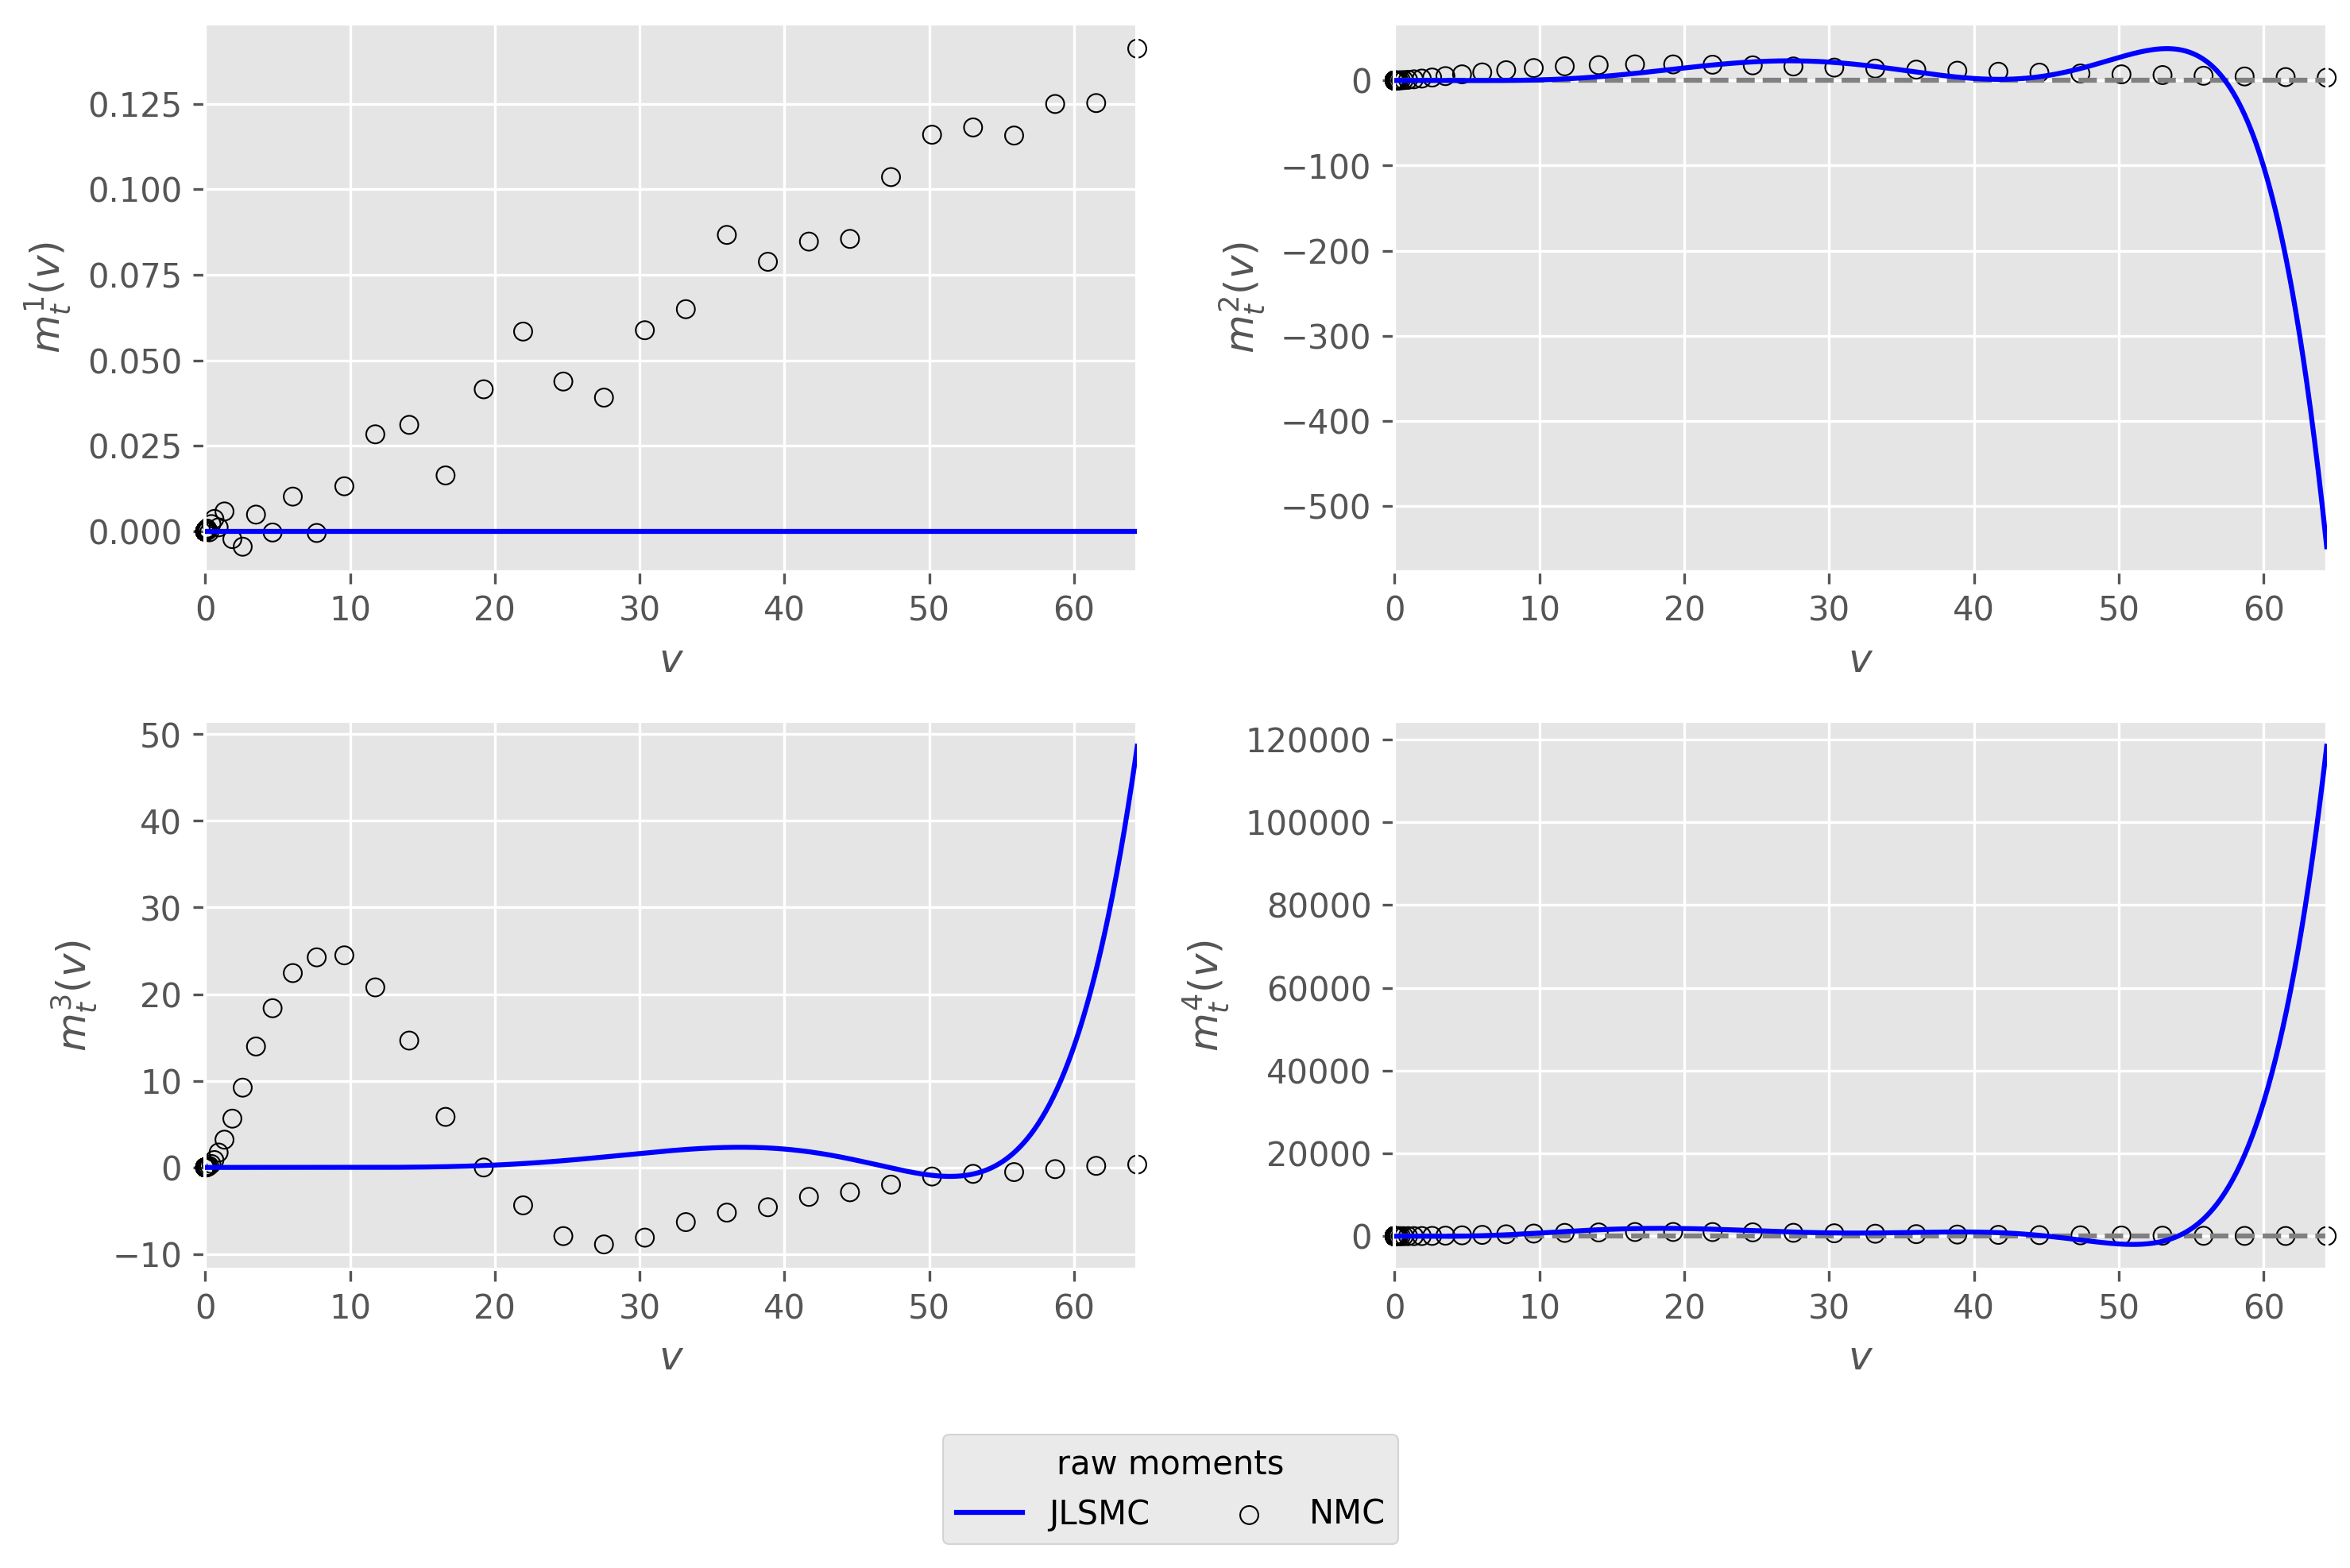 0.125
0.100
0.075
0.050
0.025
0.000
m_t^1(v)
0 10 20 30 40 50 60
v
0
−100
−200
−300
−400
−500
m_t^2(v)
0 10 20 30 40 50 60
v
50
40
30
20
10
0
−10
m_t^3(v)
0 10 20 30 40 50 60
v
120000
100000
80000
60000
40000
20000
0
m_t^4(v)
0 10 20 30 40 50 60
v
raw moments
JLSMC NMC